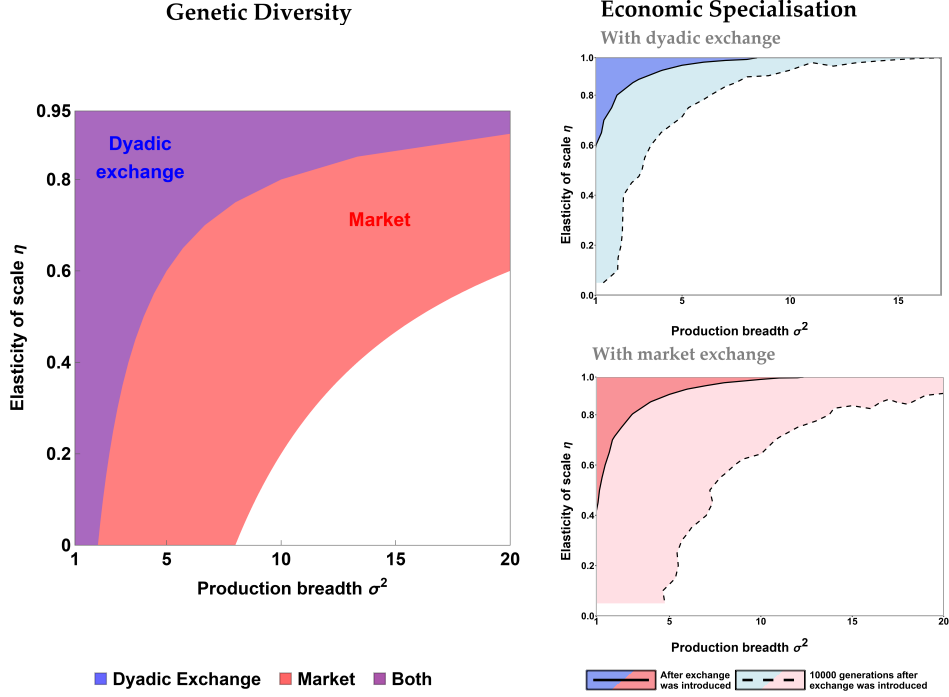 Genetic Diversity
0.95
0.8
0.6
0.4
0.2
0
1
5
10
15
20
Elasticity of scale η
Production breadth σ²
Dyadic
exchange
Market
Dyadic Exchange
Market
Both
Economic Specialisation
With dyadic exchange
1.0
0.8
0.6
0.4
0.2
0.0
1
5
10
15
Elasticity of scale η
Production breadth σ²
With market exchange
1.0
0.8
0.6
0.4
0.2
0.0
1
5
10
15
20
Elasticity of scale η
Production breadth σ²
After exchange
was introduced
10000 generations after
exchange was introduced